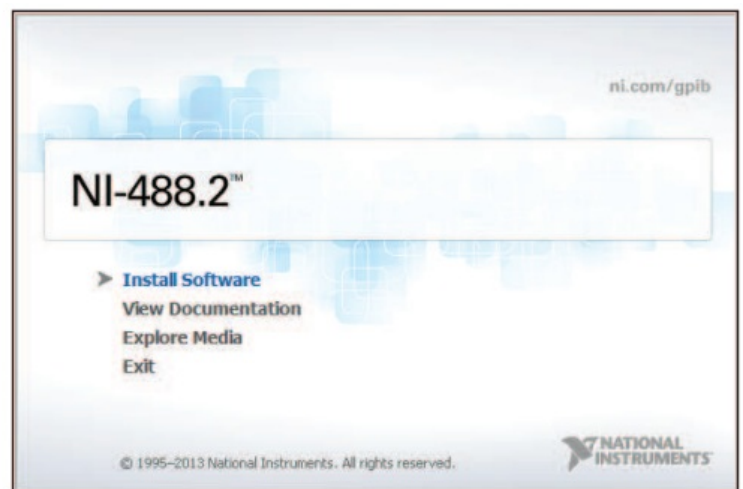 ni.com/gpib
NI-488.2™
Install Software
View Documentation
Explore Media
Exit
© 1995–2013 National Instruments. All rights reserved.
NATIONAL
INSTRUMENTS